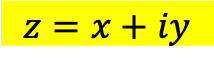 z = x + iy